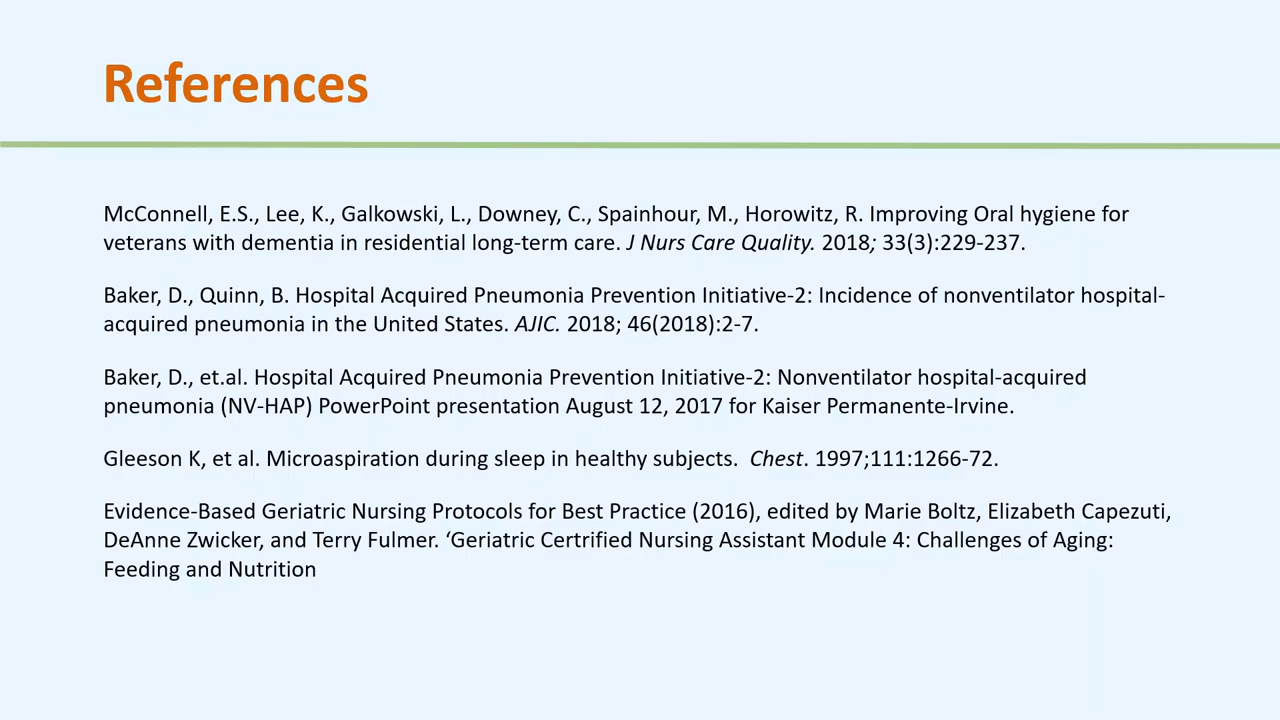 References
McConnell, E.S., Lee, K., Galkowski, L., Downey, C., Spainhour, M., Horowitz, R. Improving Oral hygiene for
veterans with dementia in residential long-term care. J Nurs Care Quality. 2018; 33(3):229-237.
Baker, D., Quinn, B. Hospital Acquired Pneumonia Prevention Initiative-2: Incidence of nonventilator hospital-
acquired pneumonia in the United States. AJIC. 2018; 46(2018):2-7.
Baker, D., et.al. Hospital Acquired Pneumonia Prevention Initiative-2: Nonventilator hospital-acquired
pneumonia (NV-HAP) PowerPoint presentation August 12, 2017 for Kaiser Permanente-Irvine.
Gleeson K, et al. Microaspiration during sleep in healthy subjects.  Chest. 1997;111:1266-72.
Evidence-Based Geriatric Nursing Protocols for Best Practice (2016), edited by Marie Boltz, Elizabeth Capezuti,
DeAnne Zwicker, and Terry Fulmer. ‘Geriatric Certrified Nursing Assistant Module 4: Challenges of Aging:
Feeding and Nutrition